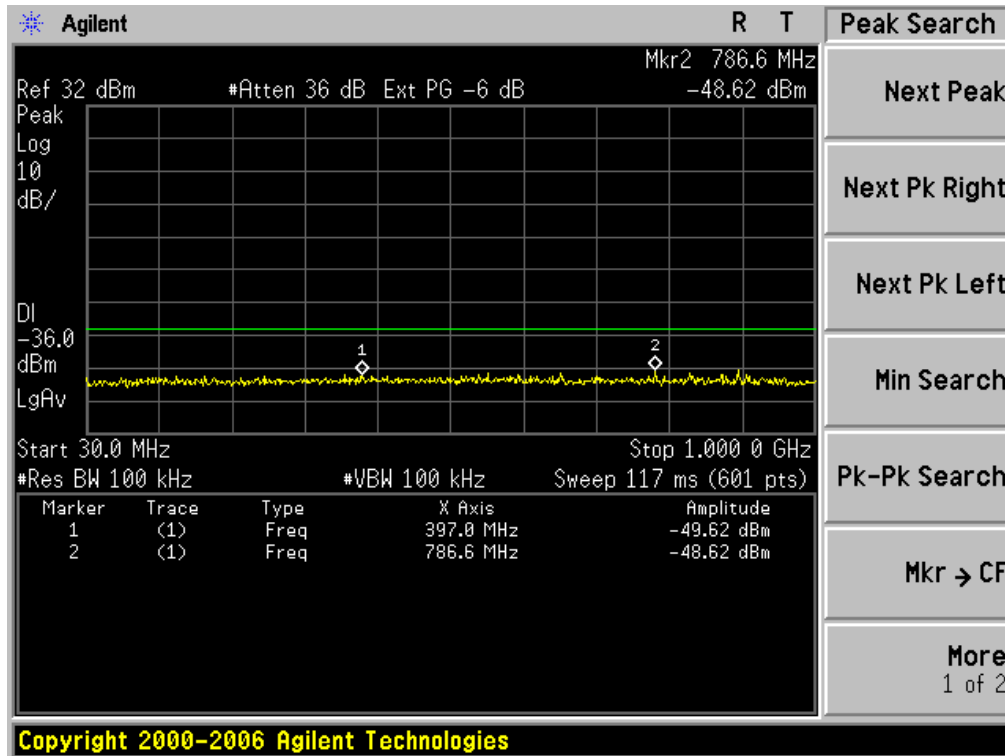 Agilent R T
Mkr2 786.6 MHz
Ref 32 dBm #Atten 36 dB Ext PG -6 dB -48.62 dBm
Peak
Log
10
dB/
DI
-36.0
dBm
LgAv
1
2
Start 30.0 MHz Stop 1.000 0 GHz
#Res BW 100 kHz #VBW 100 kHz Sweep 117 ms (601 pts)
Marker Trace Type X Axis Amplitude
1 (1) Freq 397.0 MHz -49.62 dBm
2 (1) Freq 786.6 MHz -48.62 dBm
Peak Search
Next Peak
Next Pk Right
Next Pk Left
Min Search
Pk-Pk Search
Mkr → CF
More
1 of 2
Copyright 2000-2006 Agilent Technologies